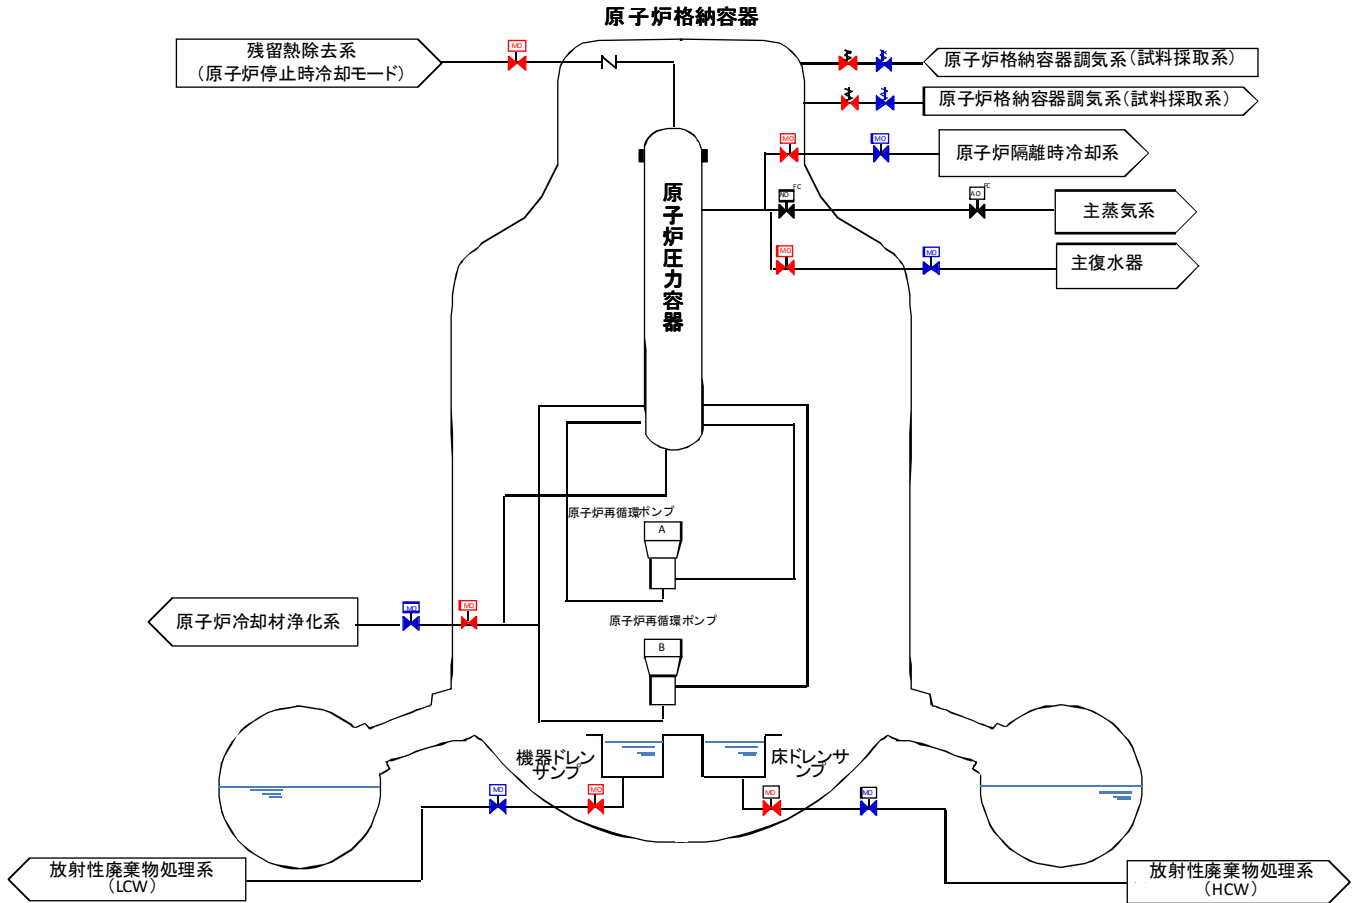 原子炉格納容器
残留熱除去系
（原子炉停止時冷却モード）
MO
原子炉格納容器調気系（試料採取系）
原子炉格納容器調気系（試料採取系）
MO
MO
原子炉隔離時冷却系
原子炉圧力容器
FC
FC
AO
主蒸気系
MO
MO
主復水器
原子炉再循環ポンプ
A
MO
MO
原子炉冷却材浄化系
原子炉再循環ポンプ
B
機器ドレン
サンプ
床ドレンサ
ンプ
MO
MO
MO
MO
放射性廃棄物処理系
（LCW）
放射性廃棄物処理系
（HCW）